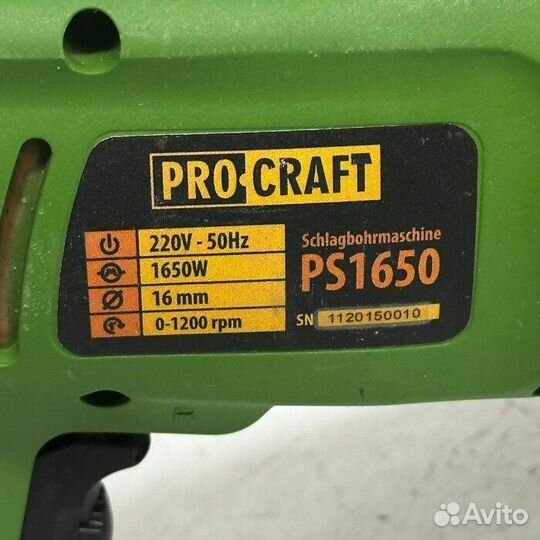 PRO·CRAFT
220V - 50Hz
1650W
16 mm
0-1200 rpm
Schlagbohrmaschine
PS1650
SN 1120150010
Avito